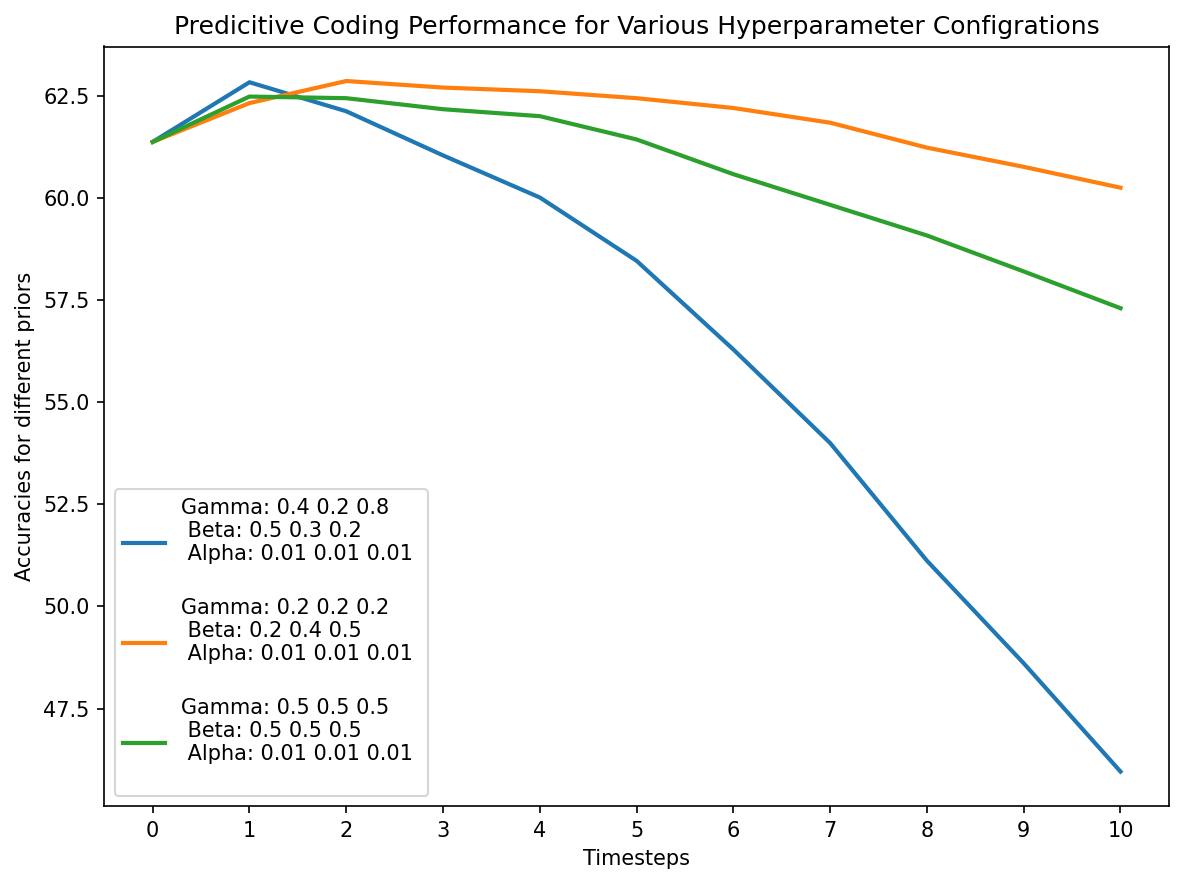 Predicitive Coding Performance for Various Hyperparameter Configrations
Accuracies for different priors
62.5
60.0
57.5
55.0
52.5
50.0
47.5
Gamma: 0.4 0.2 0.8
Beta: 0.5 0.3 0.2
Alpha: 0.01 0.01 0.01
Gamma: 0.2 0.2 0.2
Beta: 0.2 0.4 0.5
Alpha: 0.01 0.01 0.01
Gamma: 0.5 0.5 0.5
Beta: 0.5 0.5 0.5
Alpha: 0.01 0.01 0.01
0 1 2 3 4 5 6 7 8 9 10
Timesteps